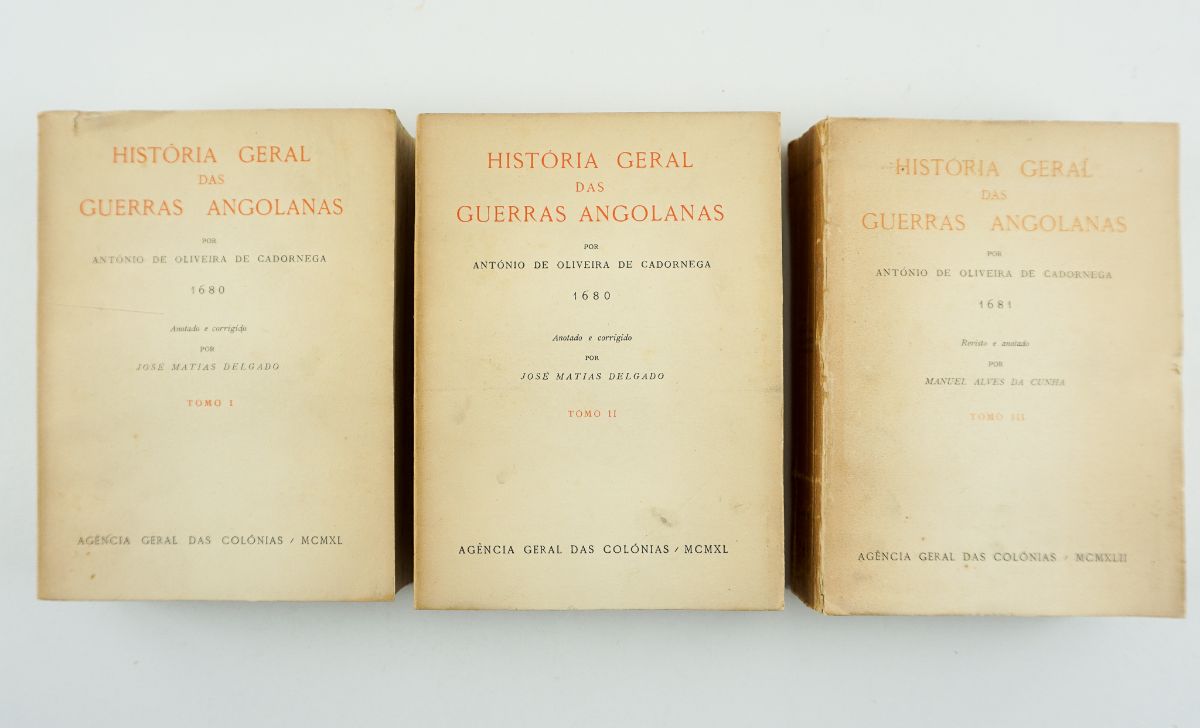 HISTÓRIA GERAL
DAS
GUERRAS ANGOLANAS
POR
ANTÓNIO DE OLIVEIRA DE CADORNEGA
1680
Anotado e corrigido
POR
JOSÉ MATIAS DELGADO
TOMO I
AGÊNCIA GERAL DAS COLÓNIAS / MCMXL
HISTÓRIA GERAL
DAS
GUERRAS ANGOLANAS
POR
ANTÓNIO DE OLIVEIRA DE CADORNEGA
1680
Anotado e corrigido
POR
JOSÉ MATIAS DELGADO
TOMO II
AGÊNCIA GERAL DAS COLÓNIAS / MCMXL
HISTÓRIA GERAL
DAS
GUERRAS ANGOLANAS
POR
ANTÓNIO DE OLIVEIRA DE CADORNEGA
1681
Revisto e anotado
POR
MANUEL ALVES DA CUNHA
TOMO III
AGÊNCIA GERAL DAS COLÓNIAS / MCMXLII